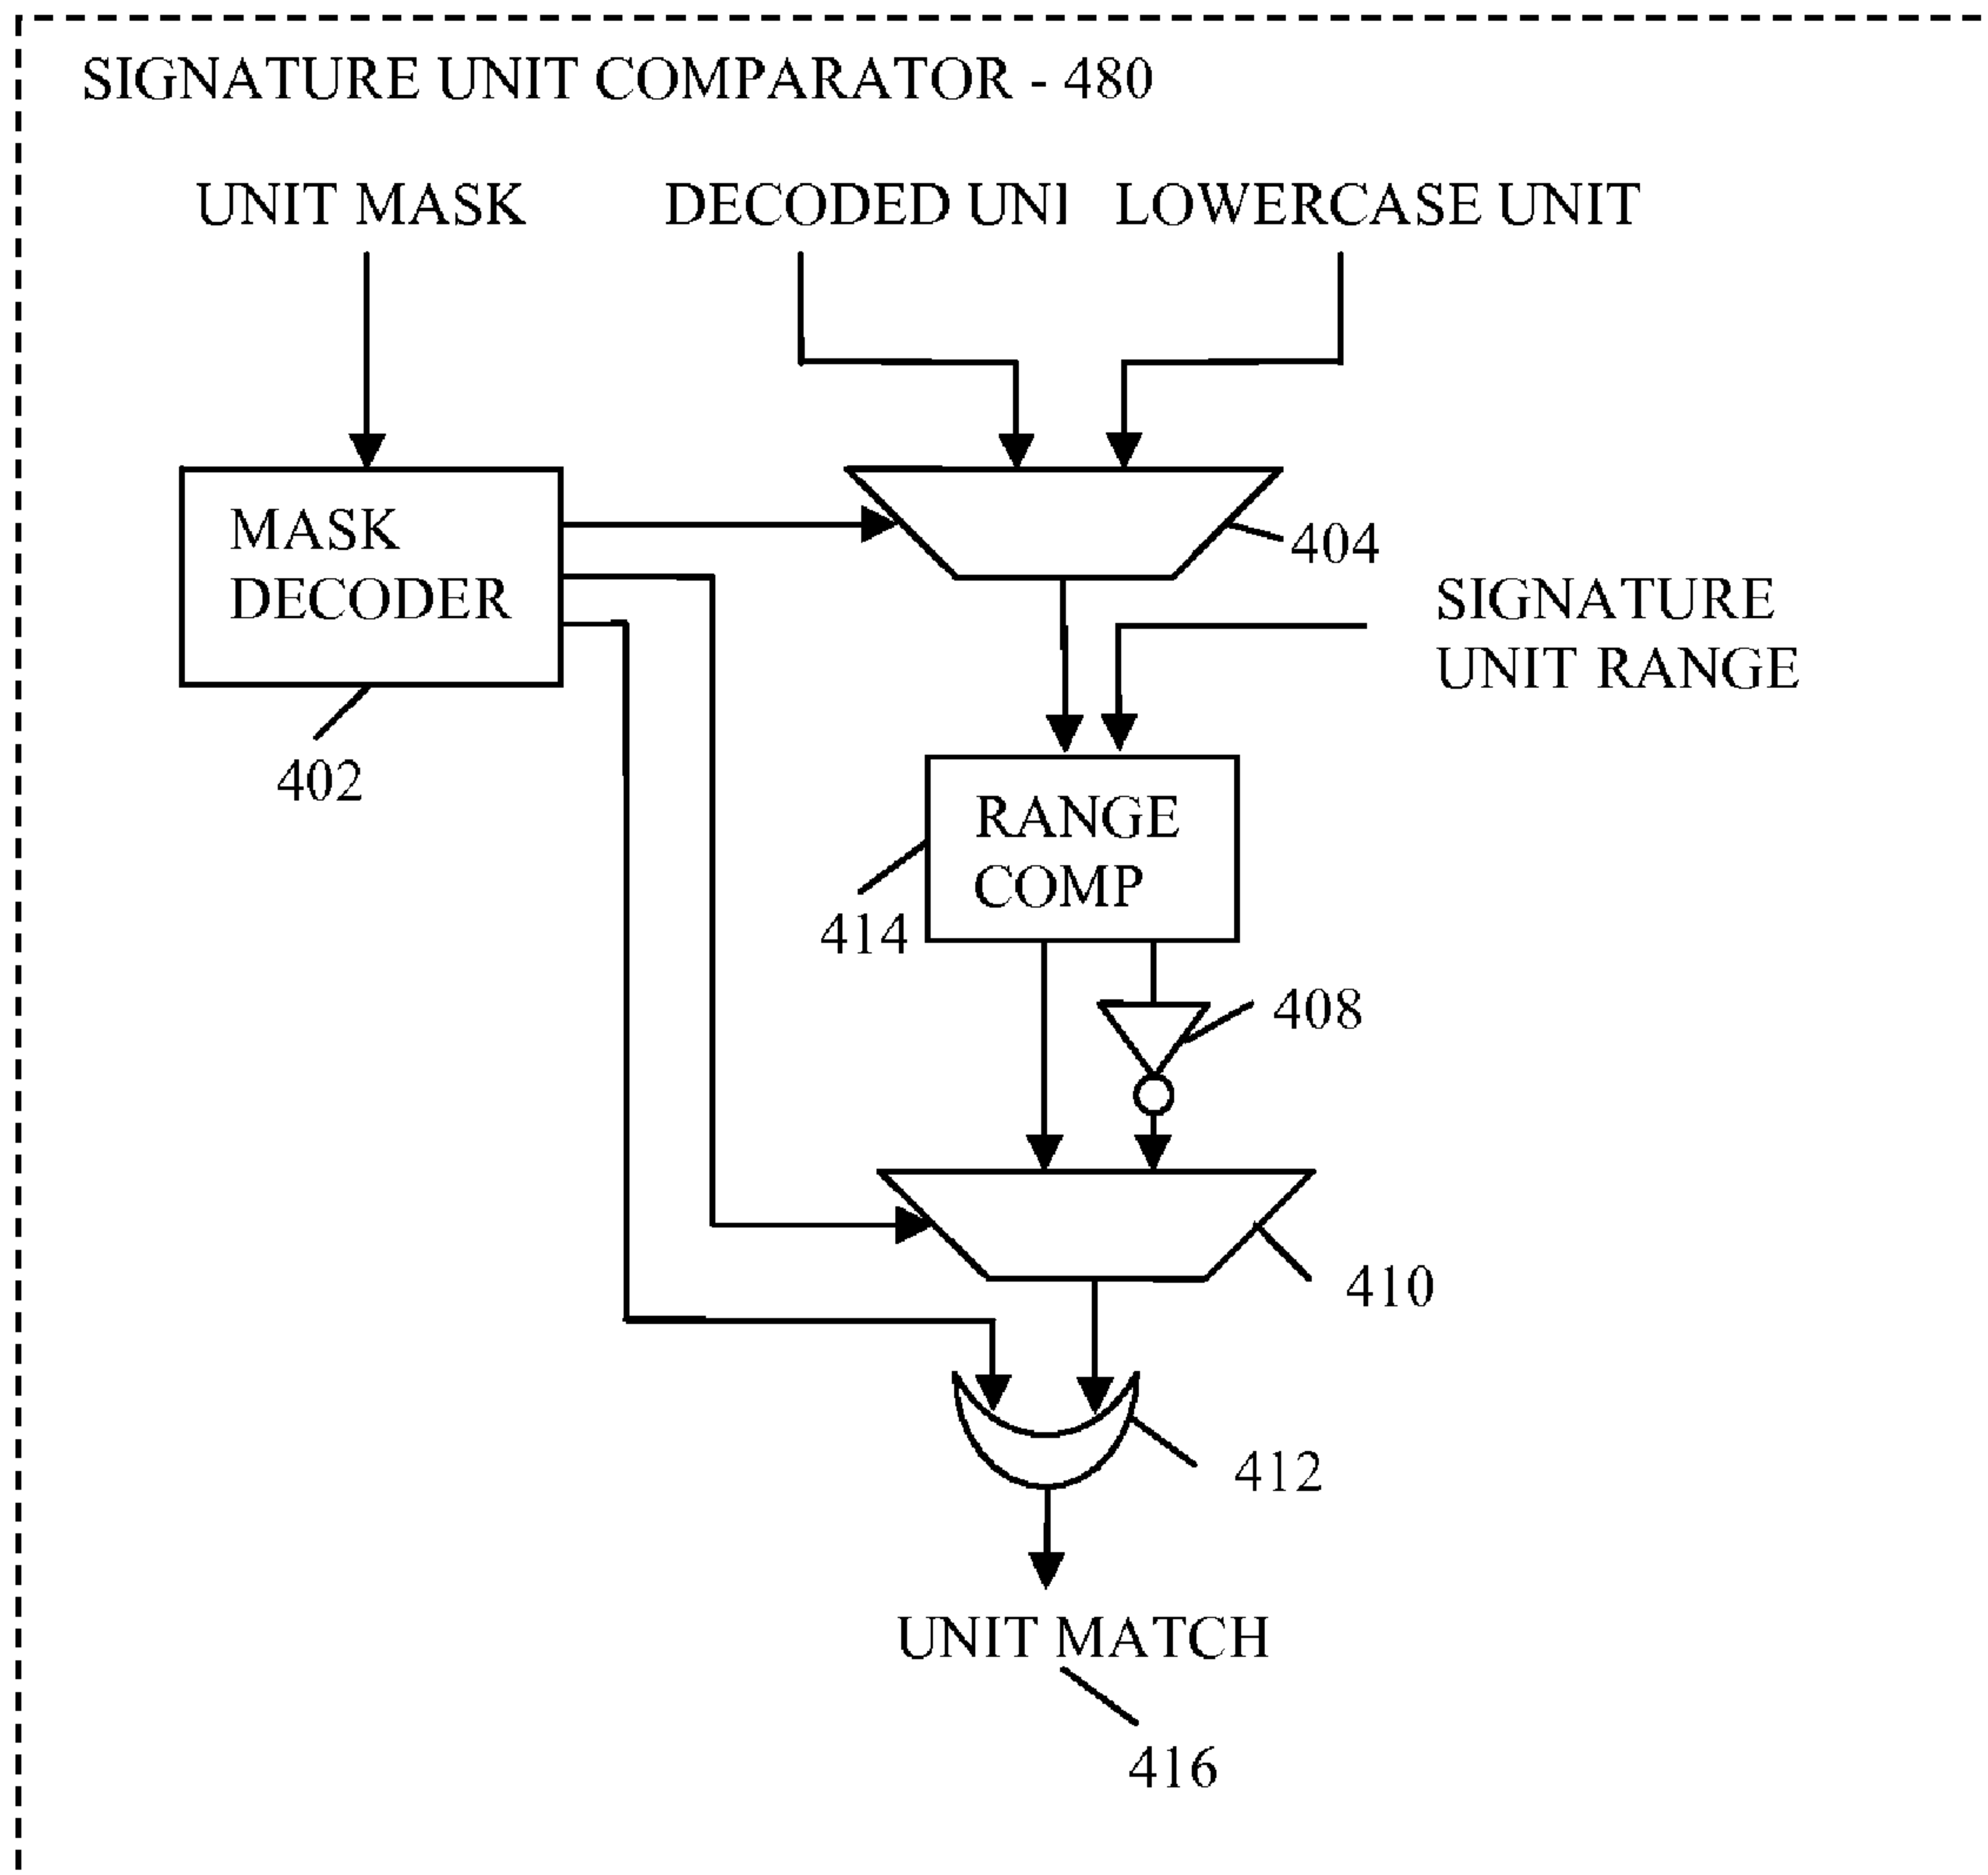 SIGNATURE UNIT COMPARATOR - 480
UNIT MASK
DECODED UNI
LOWERCASE UNIT
MASK
DECODER
404
SIGNATURE
UNIT RANGE
402
RANGE
COMP
414
408
410
412
UNIT MATCH
416